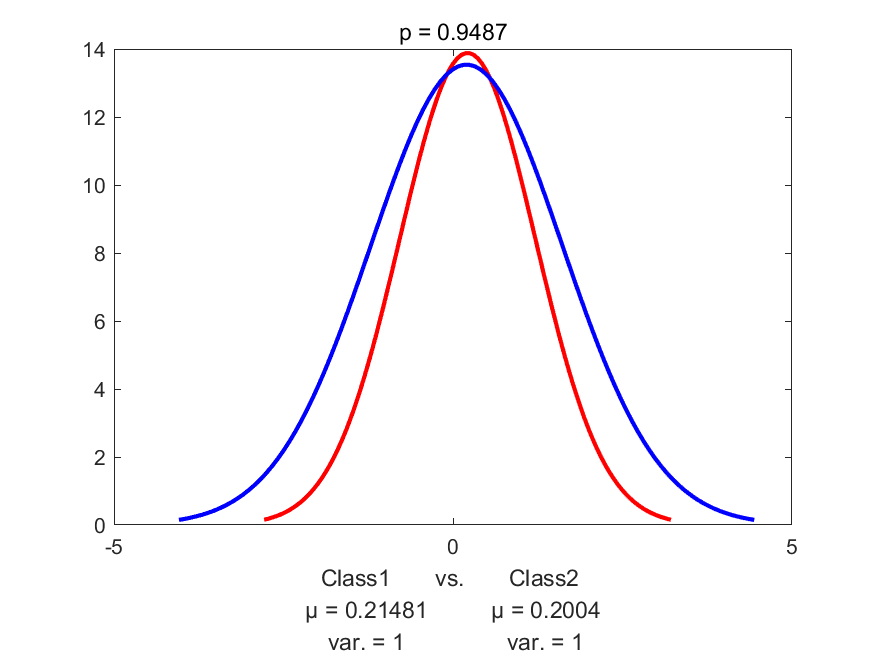 p = 0.9487
14
12
10
8
6
4
2
0
-5 0 5
Class1 vs. Class2
μ = 0.21481 μ = 0.2004
var. = 1 var. = 1